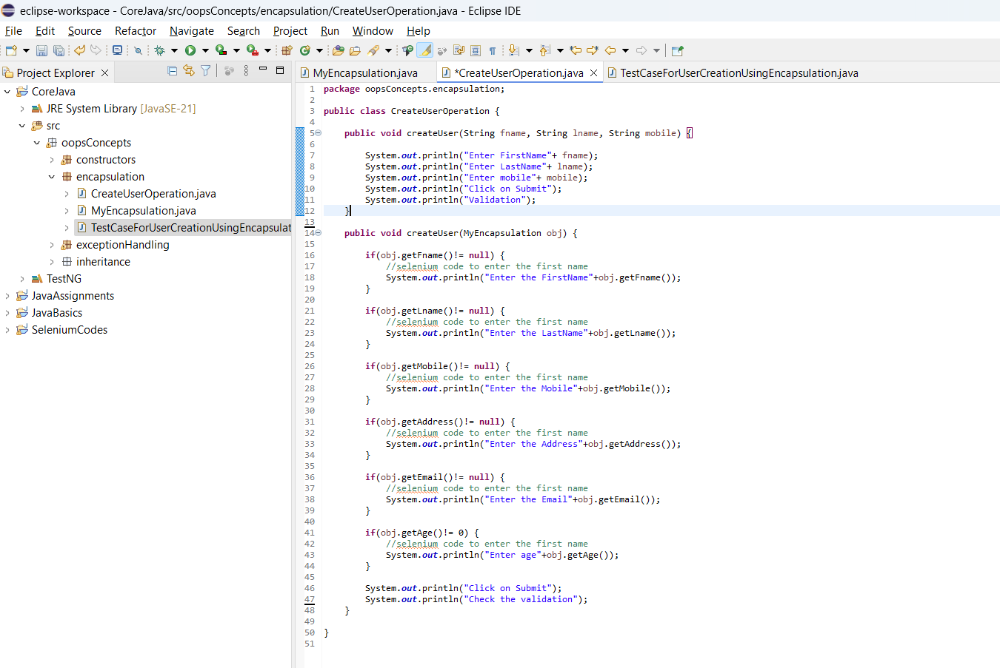 eclipse-workspace - CoreJava/src/oopsConcepts/encapsulation/CreateUserOperation.java - Eclipse IDE
File Edit Source Refactor Navigate Search Project Run Window Help
Project Explorer
CoreJava
JRE System Library [JavaSE-21]
src
oopsConcepts
constructors
encapsulation
CreateUserOperation.java
MyEncapsulation.java
TestCaseForUserCreationUsingEncapsulat
exceptionHandling
inheritance
TestNG
JavaAssignments
JavaBasics
SeleniumCodes
MyEncapsulation.java *CreateUserOperation.java TestCaseForUserCreationUsingEncapsulation.java
1 package oopsConcepts.encapsulation;
2
3 public class CreateUserOperation {
4
5 public void createUser(String fname, String lname, String mobile) {
6
7 System.out.println("Enter FirstName"+ fname);
8 System.out.println("Enter LastName"+ lname);
9 System.out.println("Enter mobile"+ mobile);
10 System.out.println("Click on Submit");
11 System.out.println("Validation");
12 }
13
14 public void createUser(MyEncapsulation obj) {
15
16 if(obj.getFname()!= null) {
17 //selenium code to enter the first name
18 System.out.println("Enter the FirstName"+obj.getFname());
19 }
20
21 if(obj.getLname()!= null) {
22 //selenium code to enter the first name
23 System.out.println("Enter the LastName"+obj.getLname());
24 }
25
26 if(obj.getMobile()!= null) {
27 //selenium code to enter the first name
28 System.out.println("Enter the Mobile"+obj.getMobile());
29 }
30
31 if(obj.getAddress()!= null) {
32 //selenium code to enter the first name
33 System.out.println("Enter the Address"+obj.getAddress());
34 }
35
36 if(obj.getEmail()!= null) {
37 //selenium code to enter the first name
38 System.out.println("Enter the Email"+obj.getEmail());
39 }
40
41 if(obj.getAge()!= 0) {
42 //selenium code to enter the first name
43 System.out.println("Enter age"+obj.getAge());
44 }
45
46 System.out.println("Click on Submit");
47 System.out.println("Check the validation");
48 }
49
50 }
51